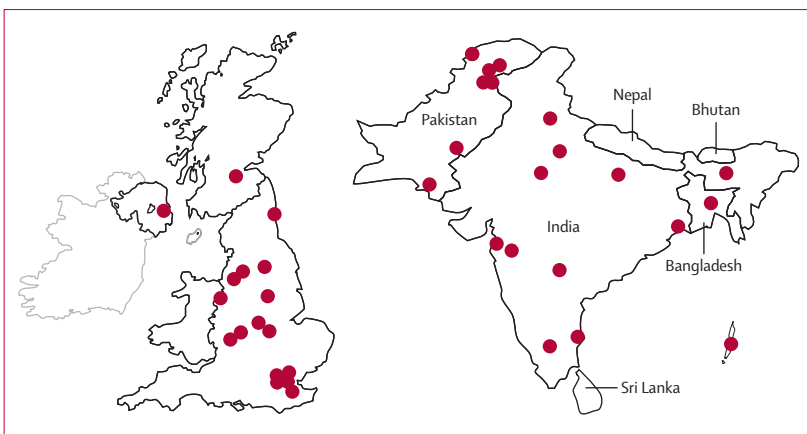 Nepal
Bhutan
Pakistan
India
Bangladesh
Sri Lanka